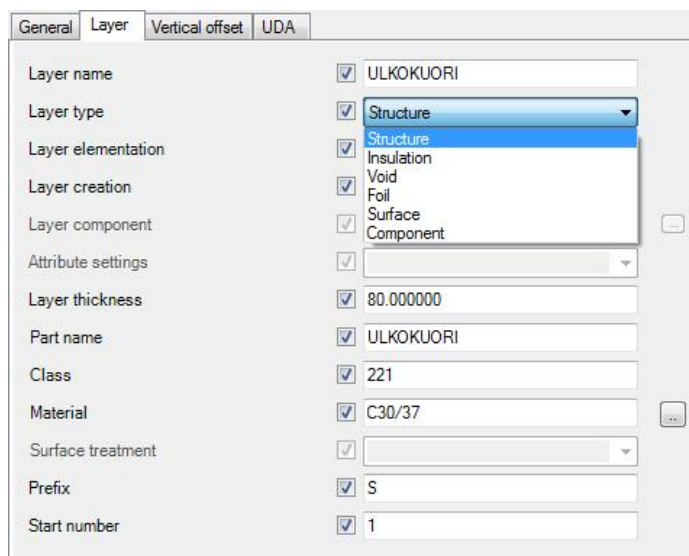 General Layer Vertical offset UDA
Layer name ULKOKUORI
Layer type Structure
Structure
Layer elementation Insulation
Void
Layer creation Foil
Surface
Layer component Component ...
Attribute settings
Layer thickness 80.000000
Part name ULKOKUORI
Class 221
Material C30/37 ..
Surface treatment
Prefix S
Start number 1